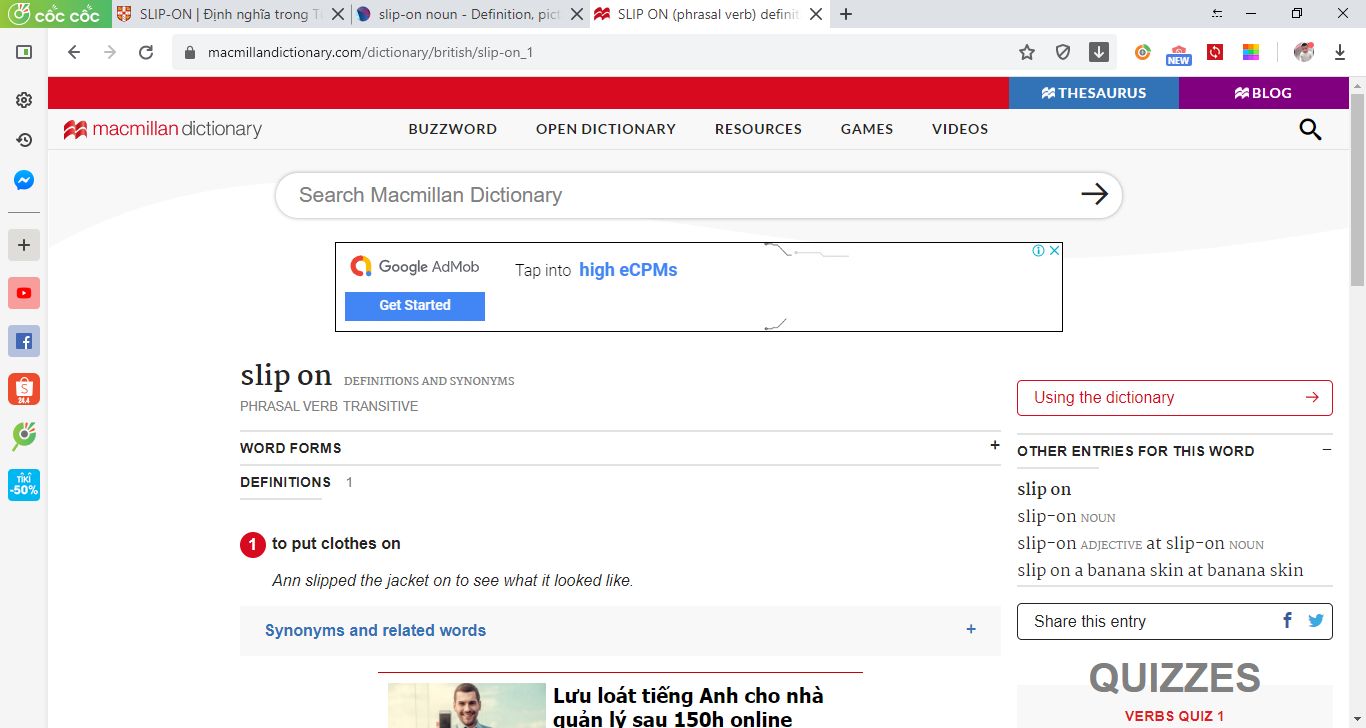 cốc cốc
SLIP-ON | Định nghĩa trong T
slip-on noun - Definition, pict
SLIP ON (phrasal verb) definit
macmillandictionary.com/dictionary/british/slip-on_1
NEW
THESAURUS
BLOG
macmillan dictionary
BUZZWORD
OPEN DICTIONARY
RESOURCES
GAMES
VIDEOS
Search Macmillan Dictionary
Google AdMob
Tap into high eCPMs
Get Started
slip on DEFINITIONS AND SYNONYMS
PHRASAL VERB TRANSITIVE
WORD FORMS +
DEFINITIONS 1
1 to put clothes on
Ann slipped the jacket on to see what it looked like.
Synonyms and related words +
Lưu loát tiếng Anh cho nhà
quản lý sau 150h online
Using the dictionary
OTHER ENTRIES FOR THIS WORD −
slip on
slip-on NOUN
slip-on ADJECTIVE at slip-on NOUN
slip on a banana skin at banana skin
Share this entry
QUIZZES
VERBS QUIZ 1
S
24.4
TIKI
-50%